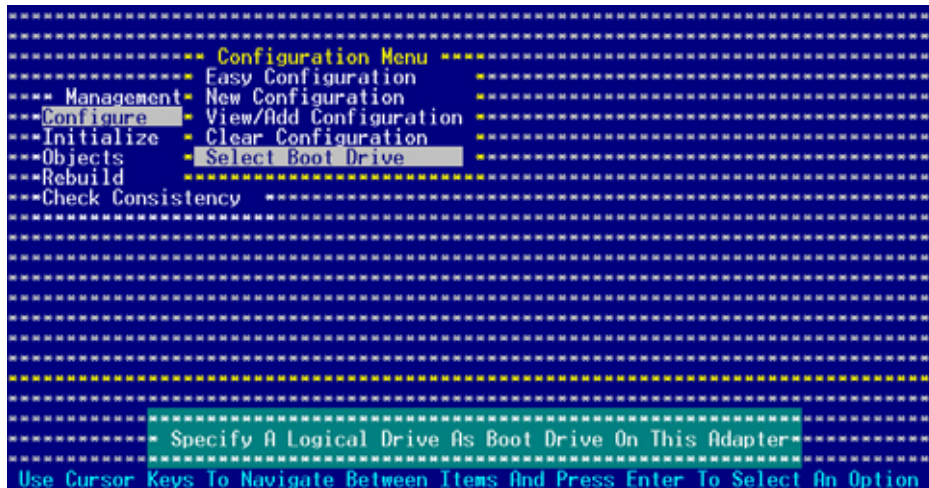 Configuration Menu
Easy Configuration
Management
New Configuration
Configure
View/Add Configuration
Initialize
Clear Configuration
Objects
Select Boot Drive
Rebuild
Check Consistency
Specify A Logical Drive As Boot Drive On This Adapter
Use Cursor Keys To Navigate Between Items And Press Enter To Select An Option